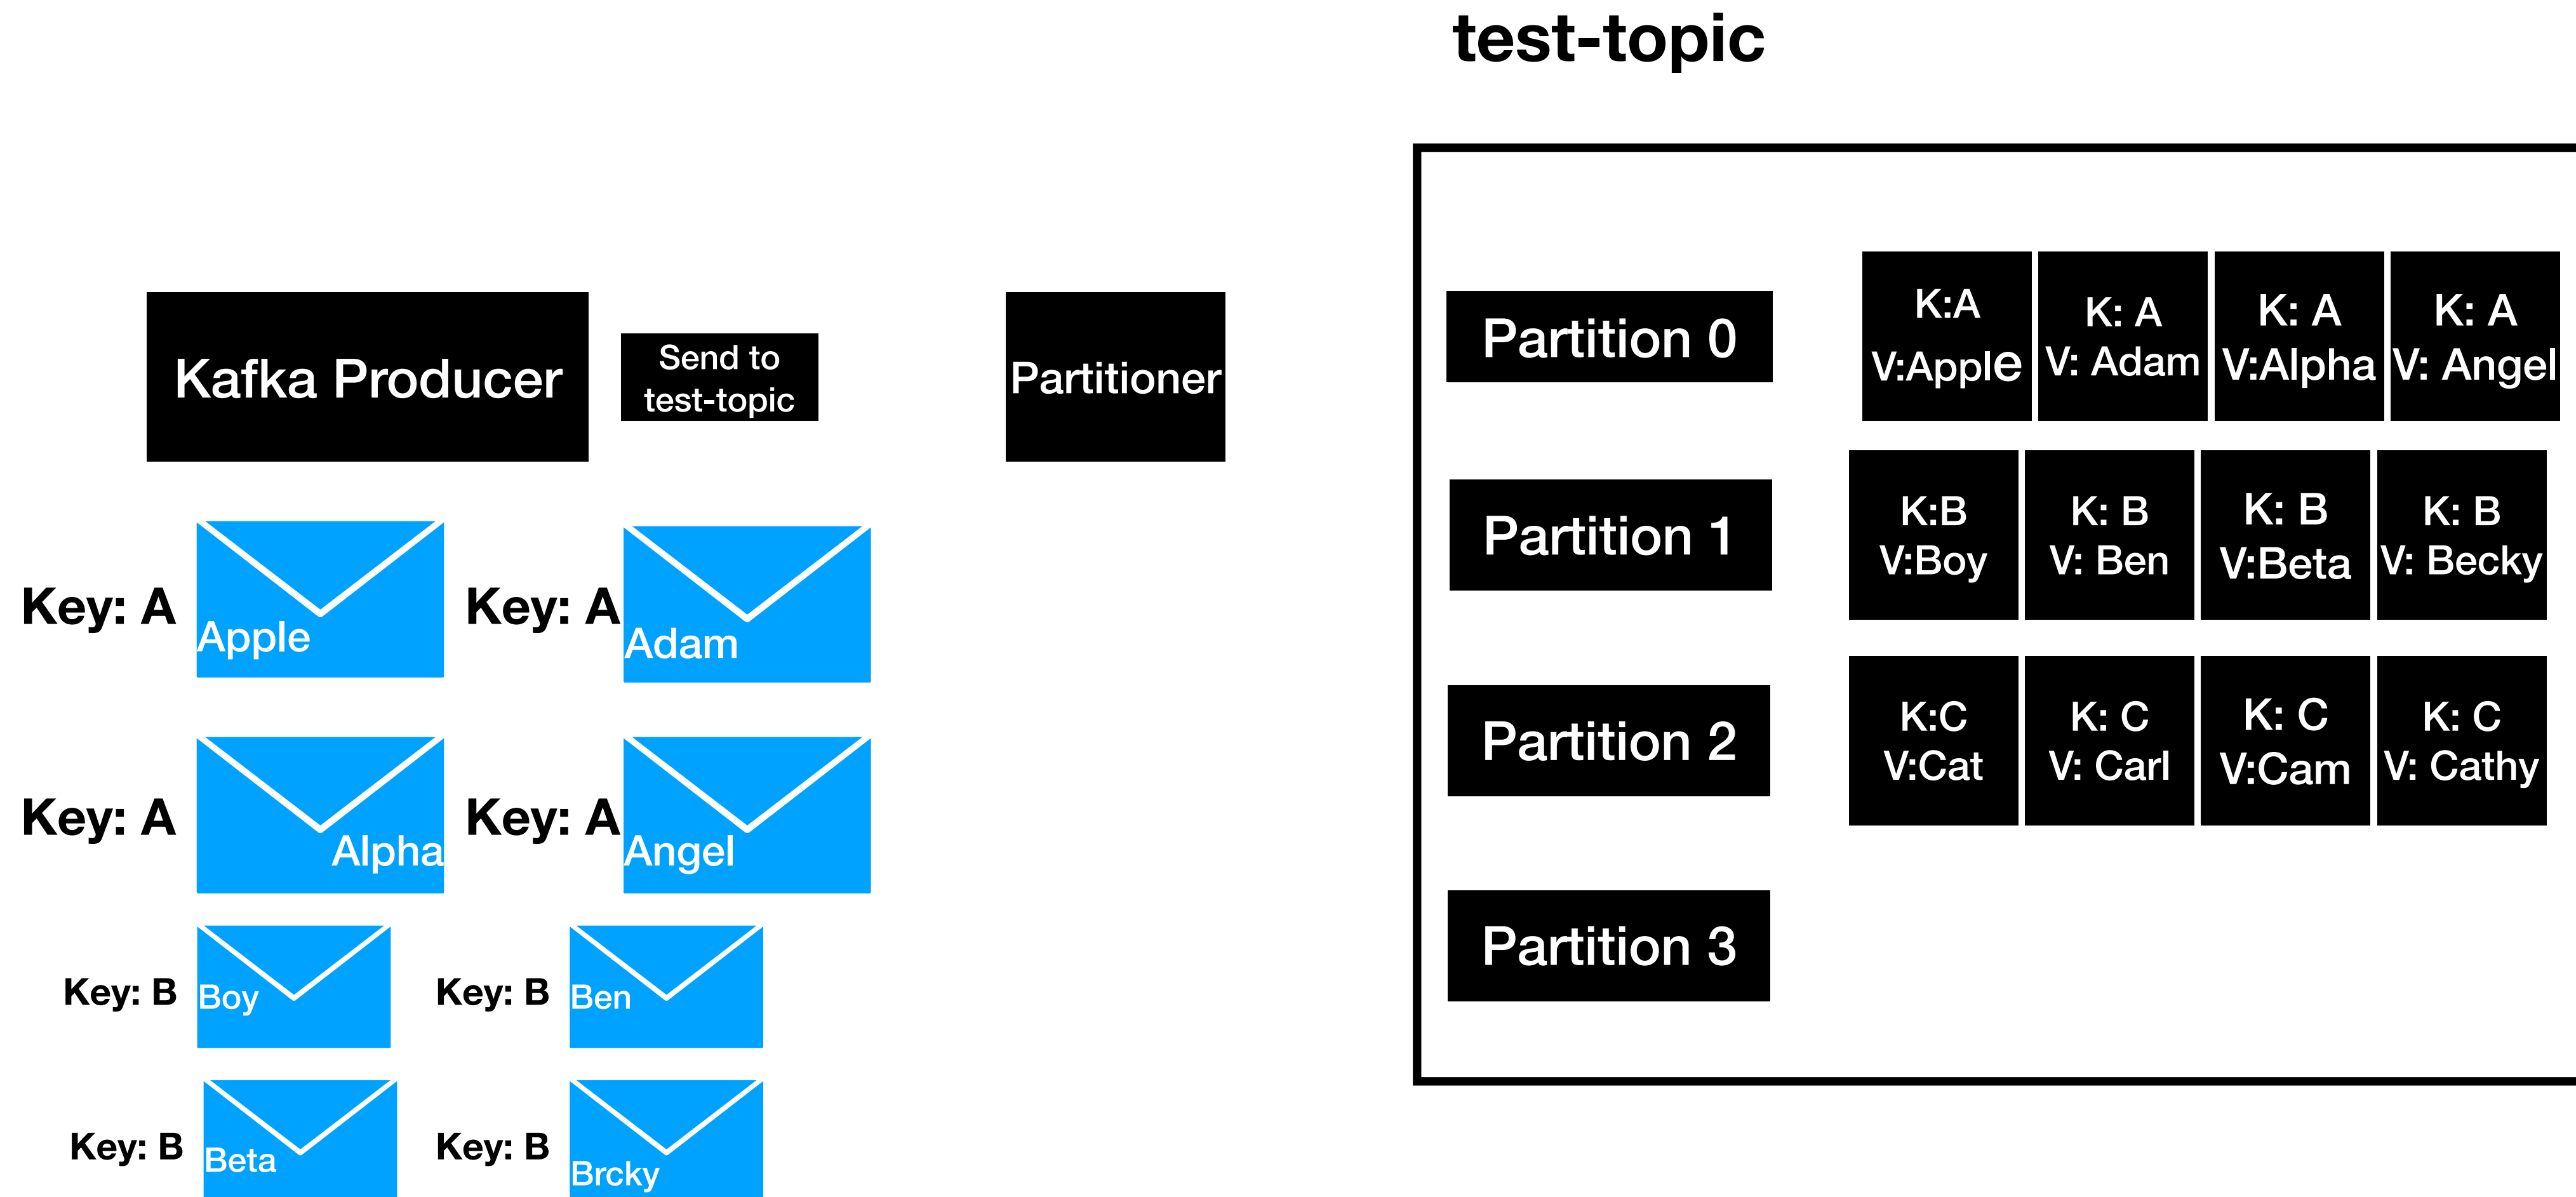 test-topic
Kafka Producer
Send to
test-topic
Partitioner
Key: A
Apple
Key: A
Adam
Key: A
Alpha
Key: A
Angel
Key: B
Boy
Key: B
Ben
Key: B
Beta
Key: B
Brcky
Partition 0
K:A
V:Apple
K: A
V: Adam
K: A
V:Alpha
K: A
V: Angel
Partition 1
K:B
V:Boy
K: B
V: Ben
K: B
V:Beta
K: B
V: Becky
Partition 2
K:C
V:Cat
K: C
V: Carl
K: C
V:Cam
K: C
V: Cathy
Partition 3